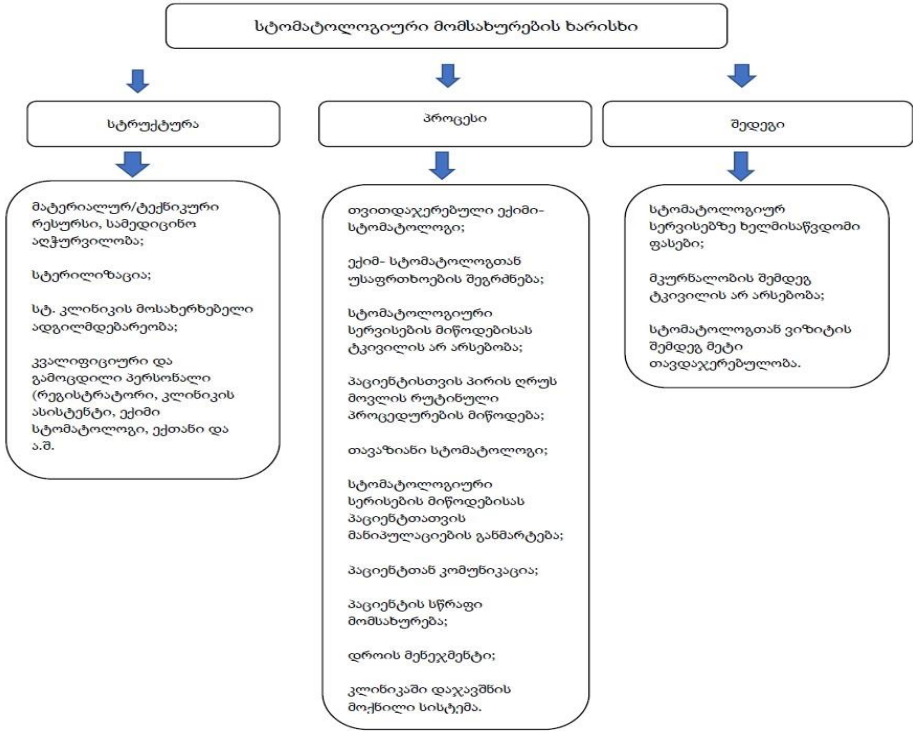 სტომატოლოგიური მომსახურების ხარისხი
სტრუქტურა
პროცესი
შედეგი
მატერიალურ/ტექნიკური
რესურსი, სამედიცინო
აღჭურვილობა;
სტერილიზაცია;
სტ. კლინიკის მოსახერხებელი
ადგილმდებარეობა;
კვალიფიციური და
გამოცდილი პერსონალი
(რეგისტრატორი, კლინიკის
ასისტენტი, ექიმი
სტომატოლოგი, ექთანი და
ა.შ.
თვითდაჯერებული ექიმი-
სტომატოლოგი;
ექიმ- სტომატოლოგთან
უსაფრთხოების შეგრძნება;
სტომატოლოგიური
სერვისების მიწოდებისას
ტკივილის არ არსებობა;
პაციენტისთვის პირის ღრუს
მოვლის რუტინული
პროცედურების მიწოდება;
თავაზიანი სტომატოლოგი;
სტომატოლოგიური
სერისების მიწოდებისას
პაციენტთათვის
მანიპულაციების განმარტება;
პაციენტთან კომუნიკაცია;
პაციენტის სწრაფი
მომსახურება;
დროის მენეჯმენტი;
კლინიკაში დაჯავშნის
მოქნილი სისტემა.
სტომატოლოგიურ
სერვისებზე ხელმისაწვდომი
ფასები;
მკურნალობის შემდეგ
ტკივილის არ არსებობა;
სტომატოლოგთან ვიზიტის
შემდეგ მეტი
თავდაჯერებულობა.